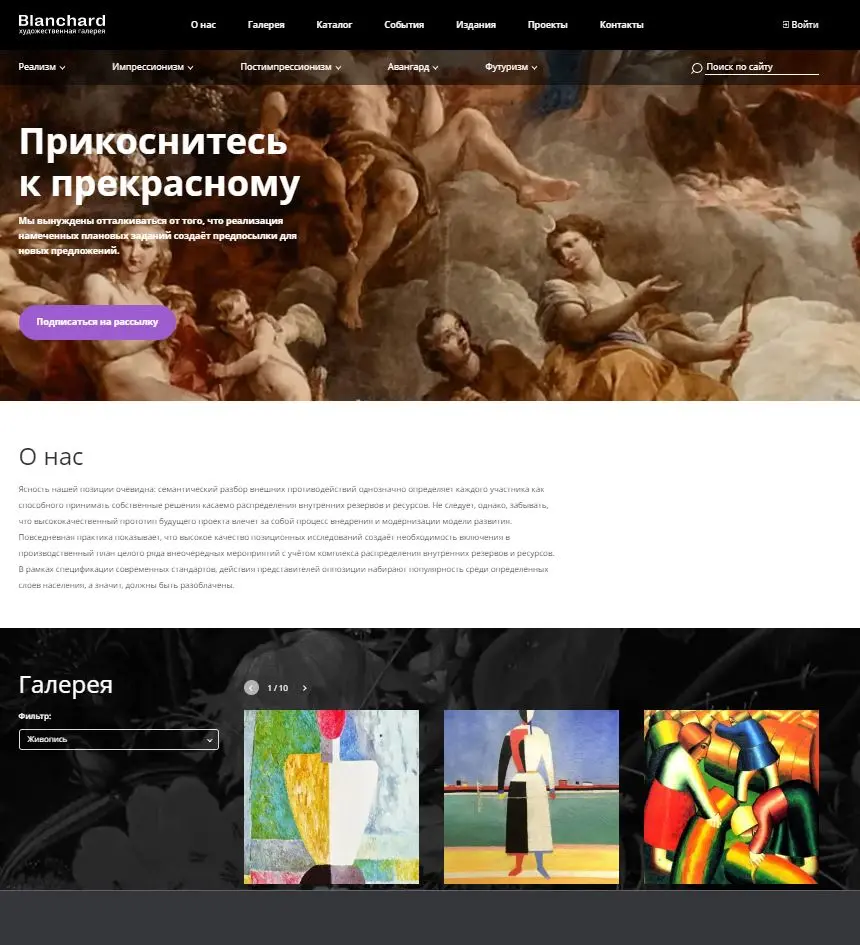 Blanchard
художественная галерея
О нас
Галерея
Каталог
События
Издания
Проекты
Контакты
Войти
Реализм
Импрессионизм
Постимпрессионизм
Авангард
Футуризм
Поиск по сайту
Прикоснитесь
к прекрасному
Мы вынуждены отталкиваться от того, что реализация
намеченных плановых заданий создаёт предпосылки для
новых предложений.
Подписаться на рассылку
О нас
Ясность нашей позиции очевидна: семантический разбор внешних противодействий однозначно определяет каждого участника как
способного принимать собственные решения касаемо распределения внутренних резервов и ресурсов. Не следует, однако, забывать,
что высококачественный прототип будущего проекта влечет за собой процесс внедрения и модернизации модели развития.
Повседневная практика показывает, что высокое качество позиционных исследований создаёт необходимость включения в
производственный план целого ряда внеочередных мероприятий с учётом комплекса распределения внутренних резервов и ресурсов.
В рамках спецификации современных стандартов, действия представителей оппозиции набирают популярность среди определённых
слоев населения, а значит, должны быть разоблачены.
Галерея
1 / 10
Фильтр:
Живопись